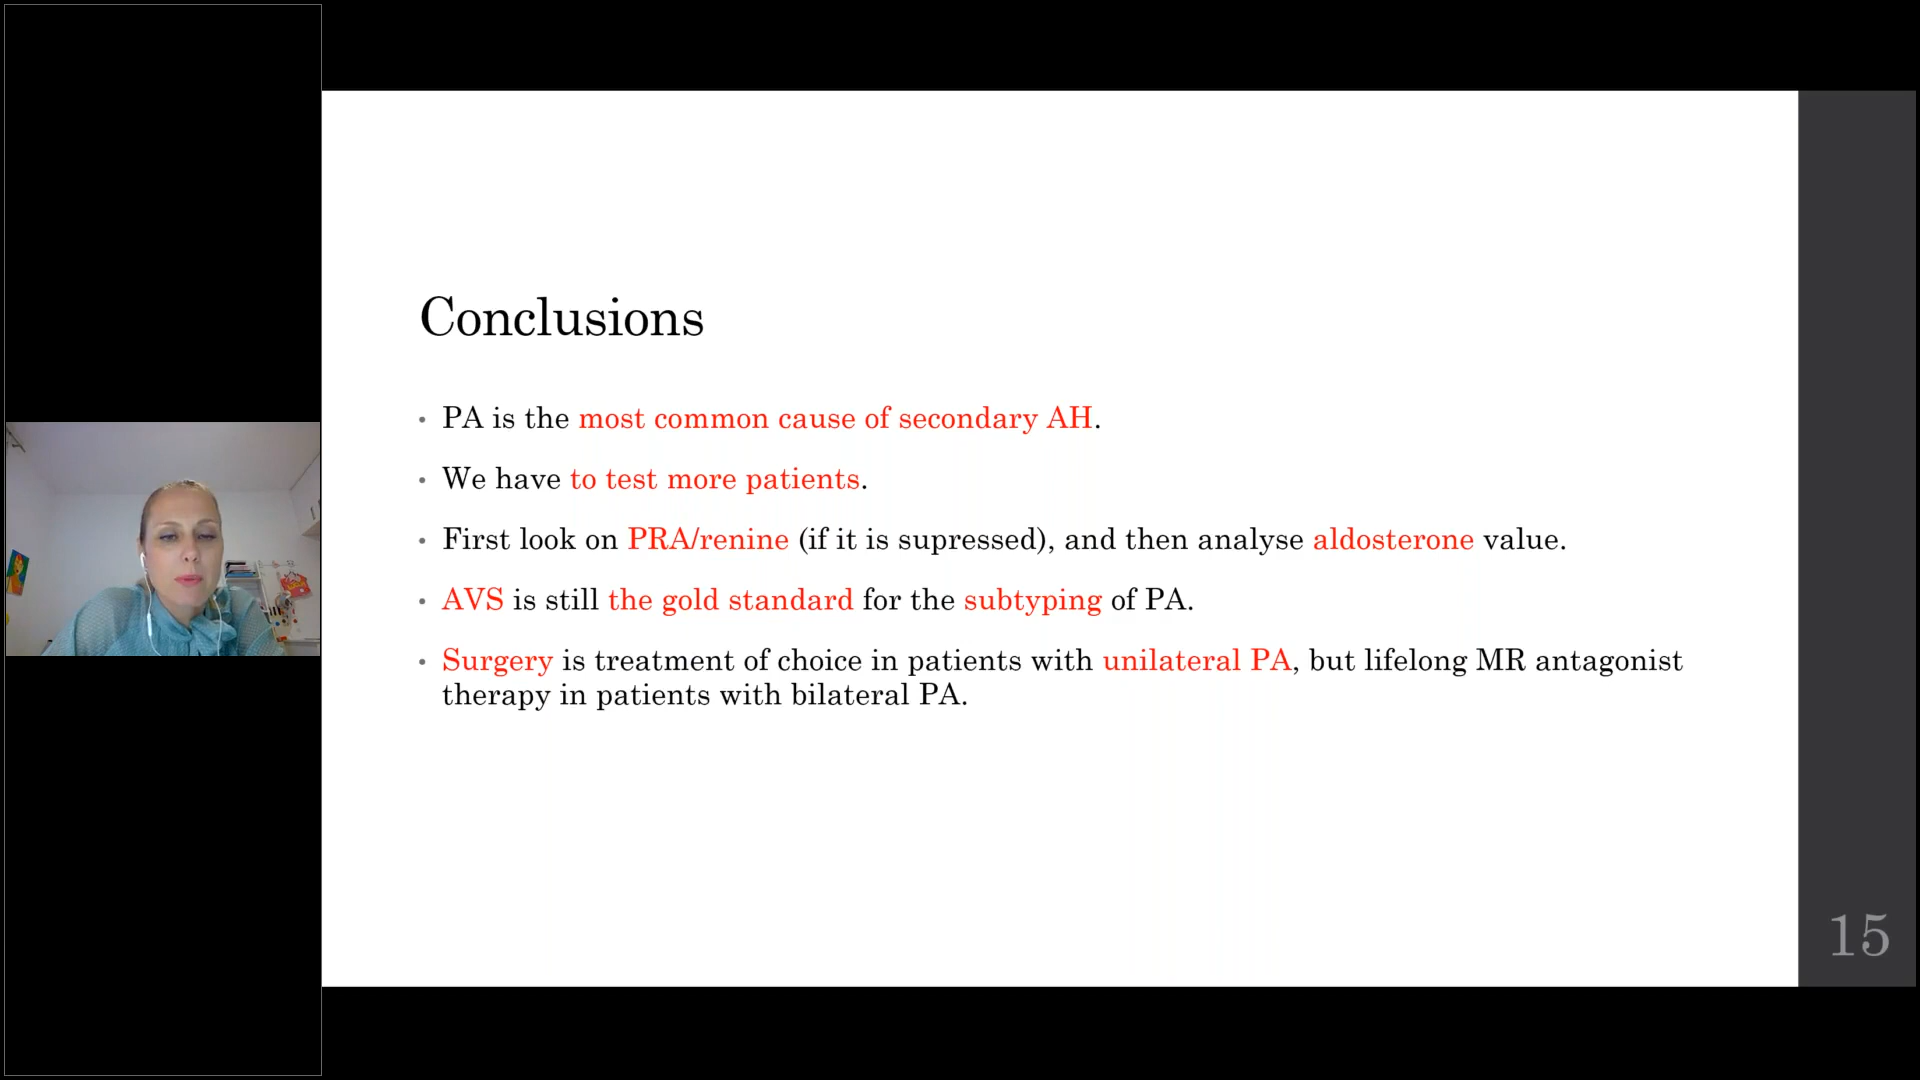 Conclusions
• PA is the most common cause of secondary AH.
• We have to test more patients.
• First look on PRA/renine (if it is supressed), and then analyse aldosterone value.
• AVS is still the gold standard for the subtyping of PA.
• Surgery is treatment of choice in patients with unilateral PA, but lifelong MR antagonist
therapy in patients with bilateral PA.
15